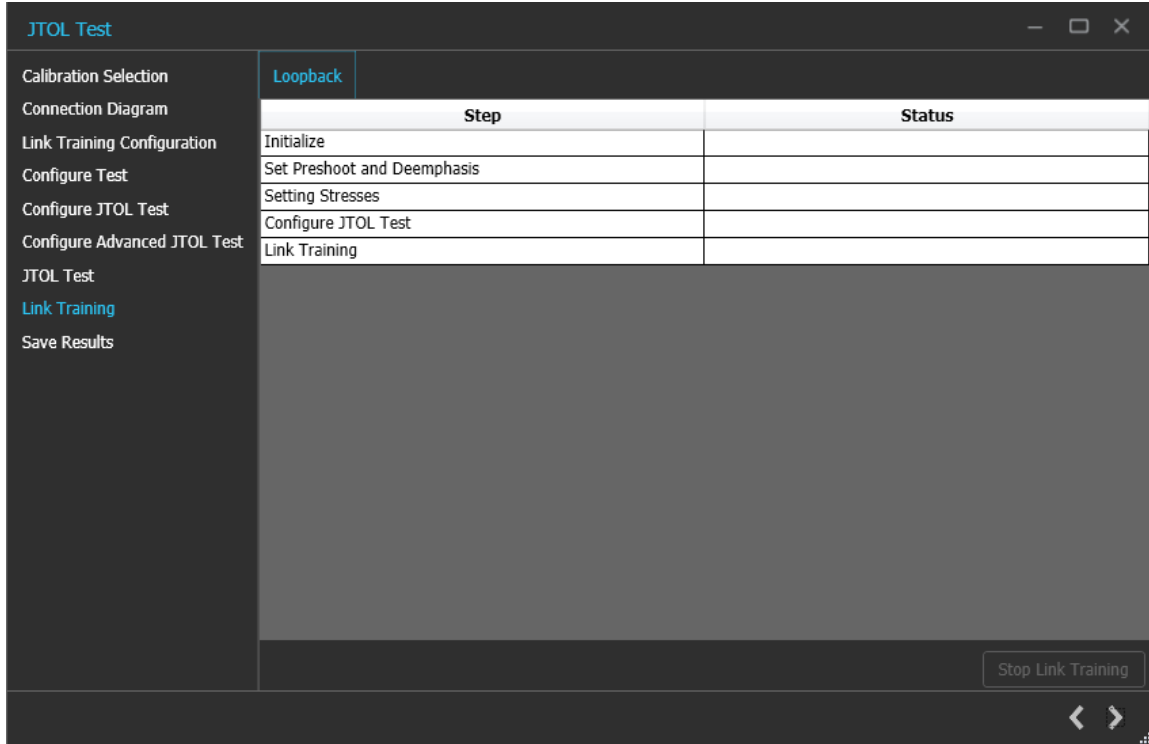 JTOL Test
Calibration Selection
Connection Diagram
Link Training Configuration
Configure Test
Configure JTOL Test
Configure Advanced JTOL Test
JTOL Test
Link Training
Save Results
Loopback
Step Status
Initialize
Set Preshoot and Deemphasis
Setting Stresses
Configure JTOL Test
Link Training
Stop Link Training